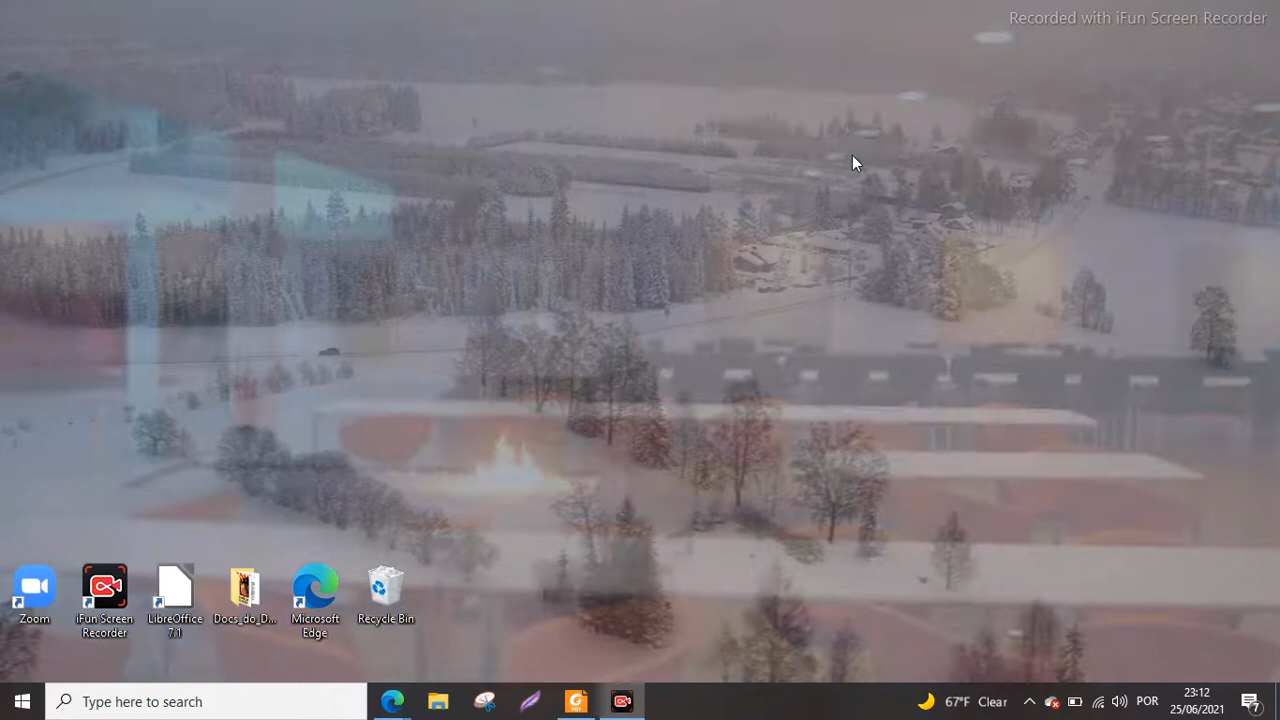 Recorded with iFun Screen Recorder
Zoom
iFun Screen
Recorder
LibreOffice
7.1
Docs_do_D...
Microsoft
Edge
Recycle Bin
Type here to search
67°F Clear
POR
23:12
25/06/2021
7